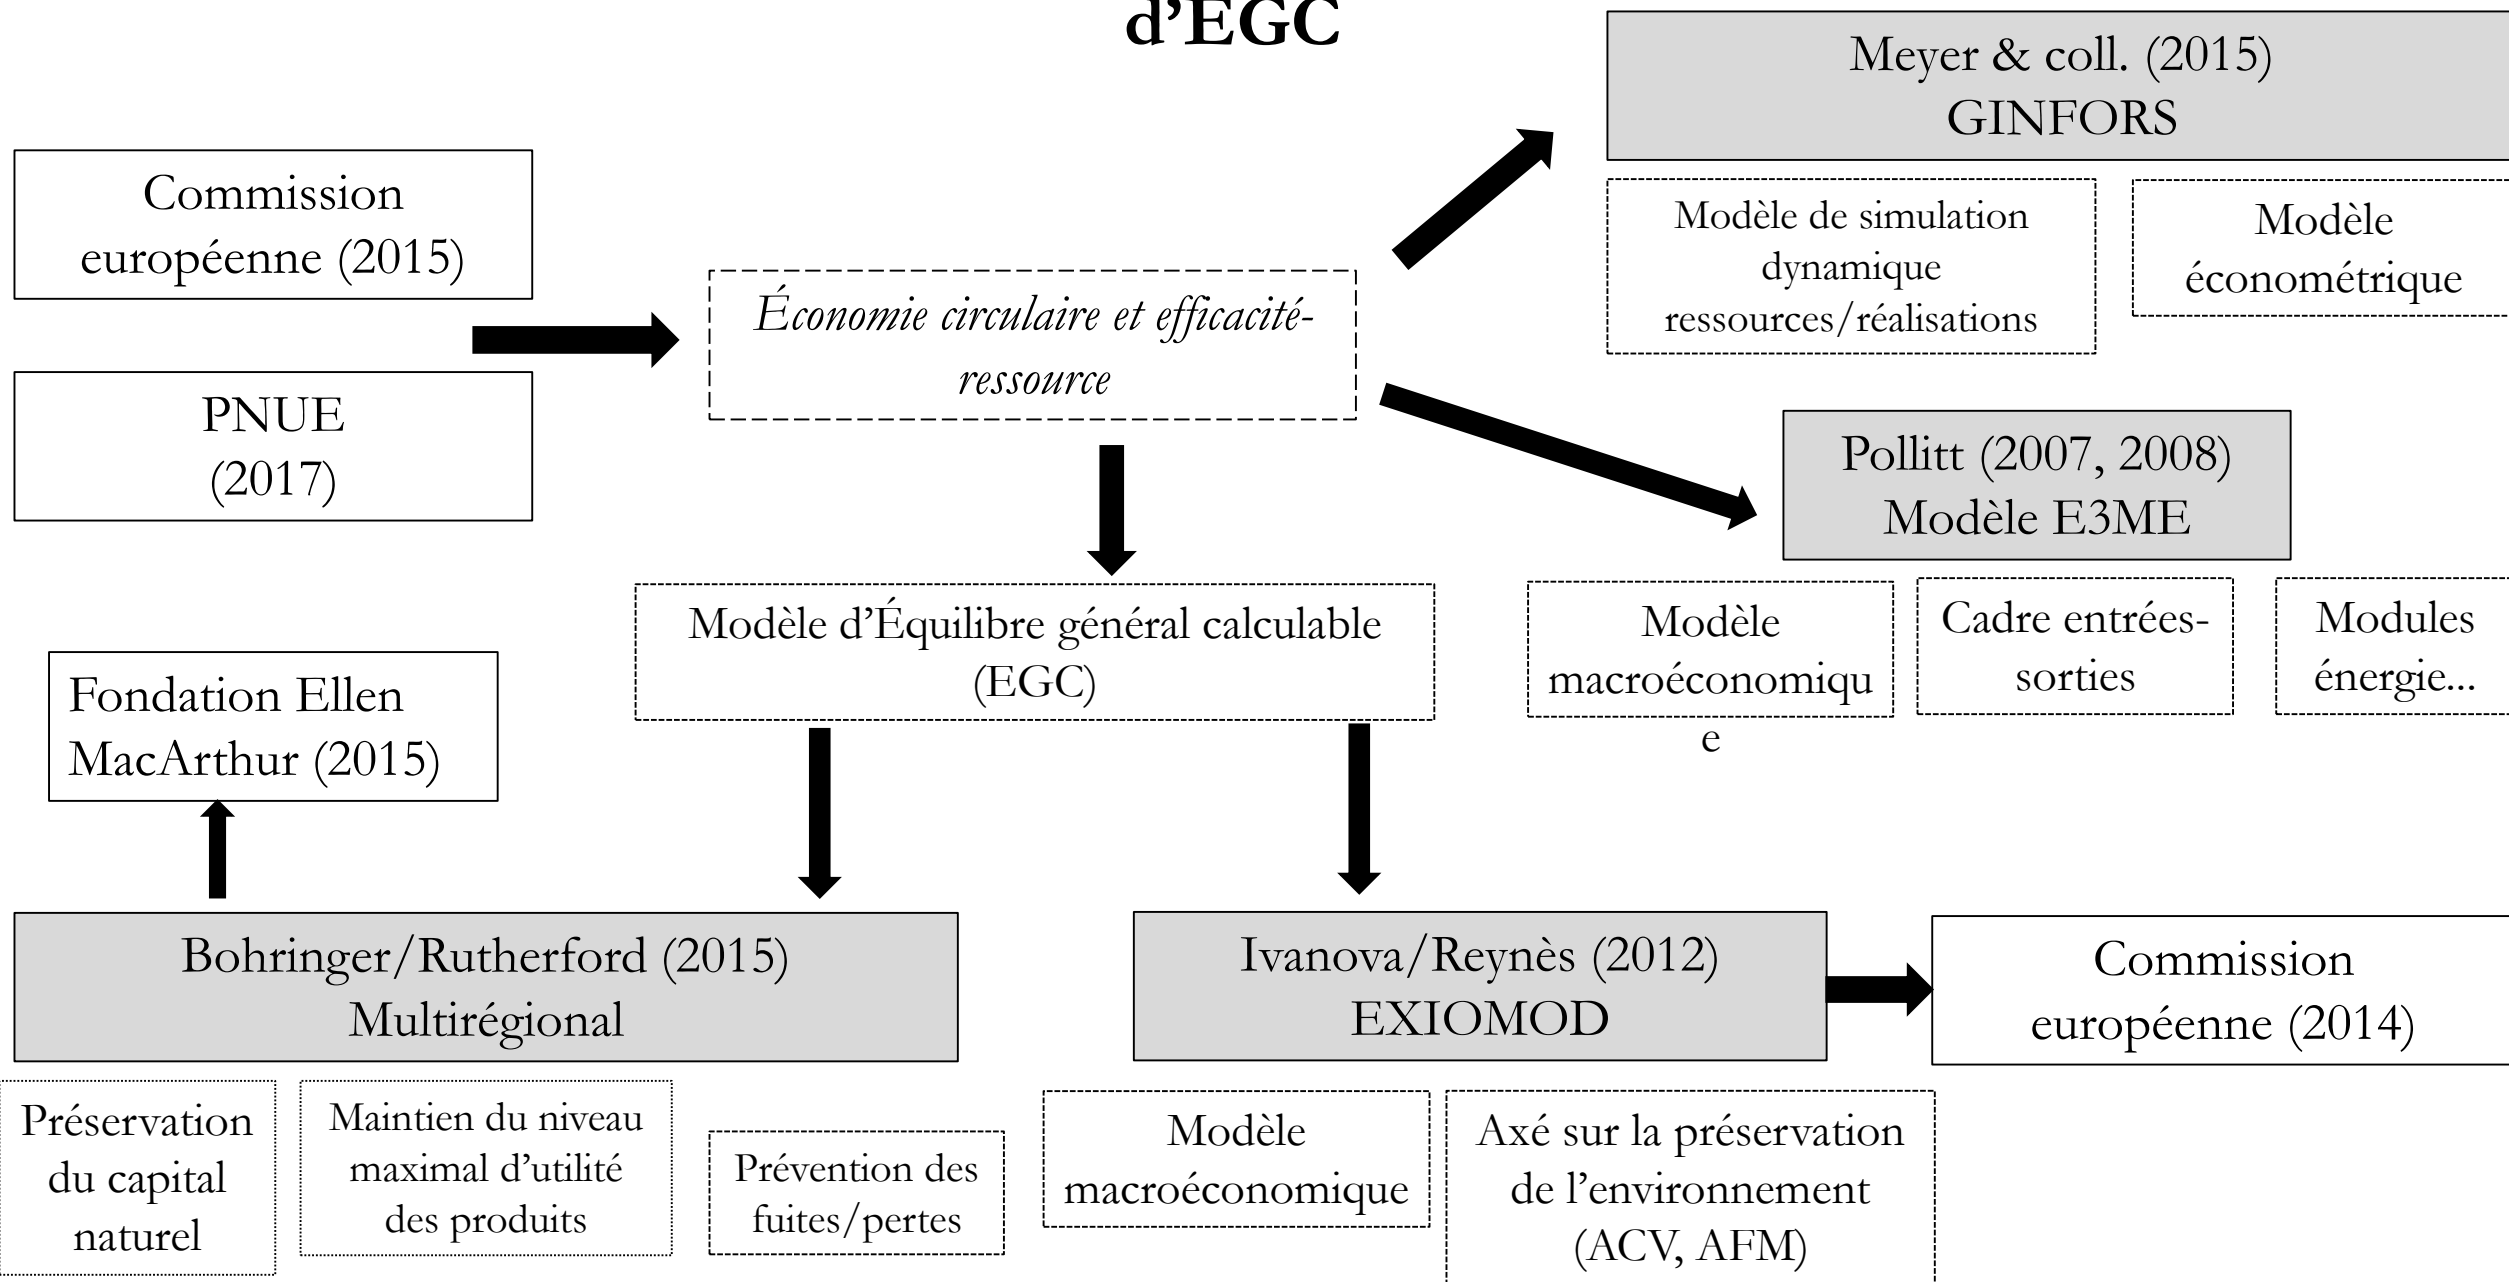 d’EGC
Meyer & coll. (2015)
GINFORS
Commission
européenne (2015)
Modèle de simulation
dynamique
ressources/réalisations
Modèle
économétrique
Économie circulaire et efficacité-
ressource
PNUE
(2017)
Pollitt (2007, 2008)
Modèle E3ME
Modèle
macroéconomiqu
e
Cadre entrées-
sorties
Modules
énergie...
Modèle d’Équilibre général calculable
(EGC)
Fondation Ellen
MacArthur (2015)
Bohringer/Rutherford (2015)
Multirégional
Ivanova/Reynès (2012)
EXIOMOD
Commission
européenne (2014)
Préservation
du capital
naturel
Maintien du niveau
maximal d’utilité
des produits
Prévention des
fuites/pertes
Modèle
macroéconomique
Axé sur la préservation
de l’environnement
(ACV, AFM)